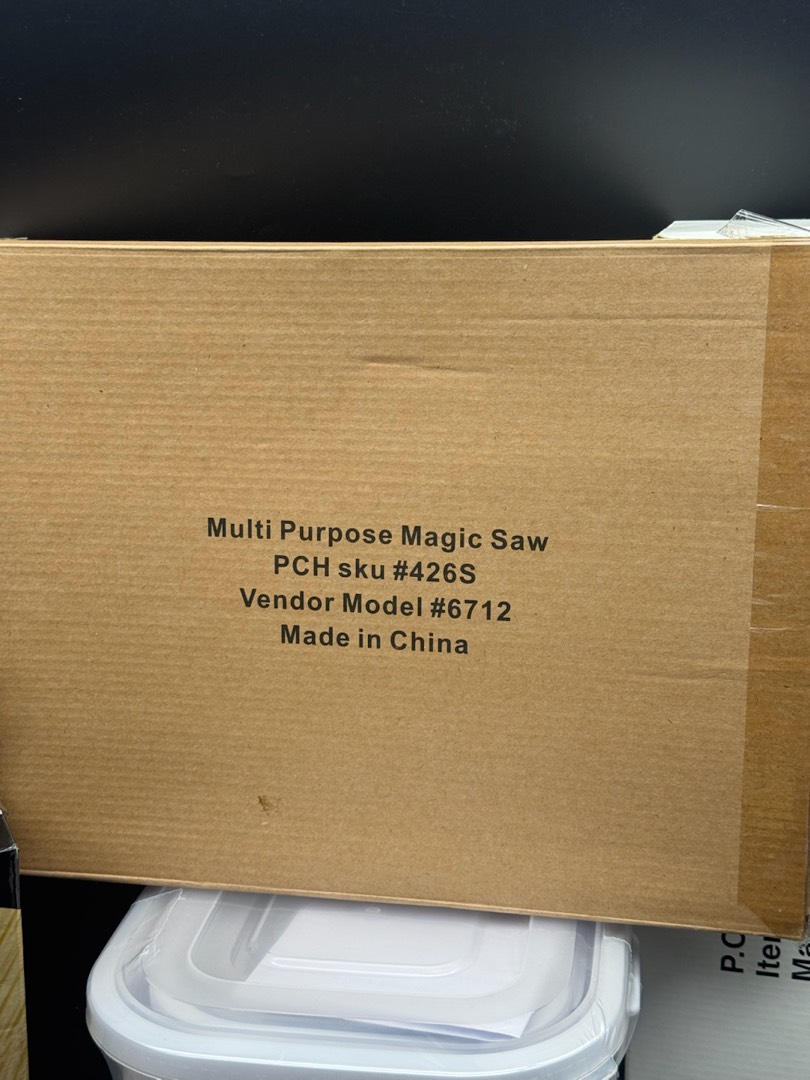 Multi Purpose Magic Saw
PCH sku #426S
Vendor Model #6712
Made in China